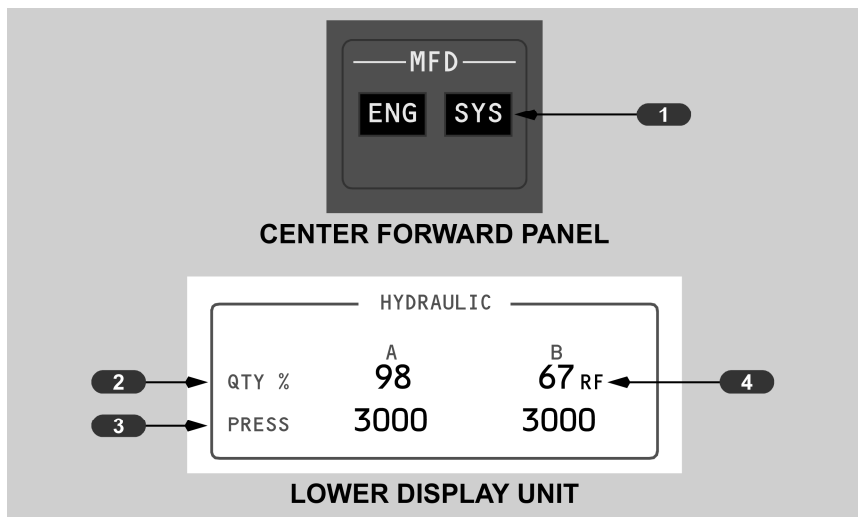 MFD
ENG SYS
1
CENTER FORWARD PANEL
HYDRAULIC
A B
2 QTY % 98 67 RF 4
3 PRESS 3000 3000
LOWER DISPLAY UNIT